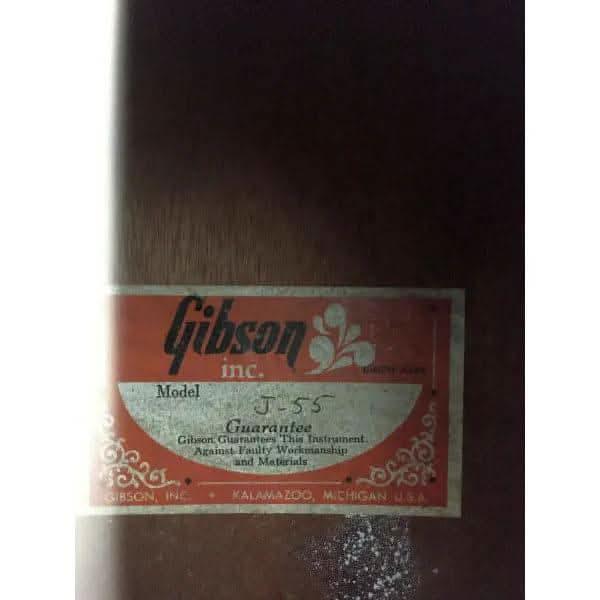 Gibson
inc.
Model
J-55
Guarantee
Gibson Guarantees This Instrument
Against Faulty Workmanship
and Materials
GIBSON, INC. • KALAMAZOO, MICHIGAN U.S.A.